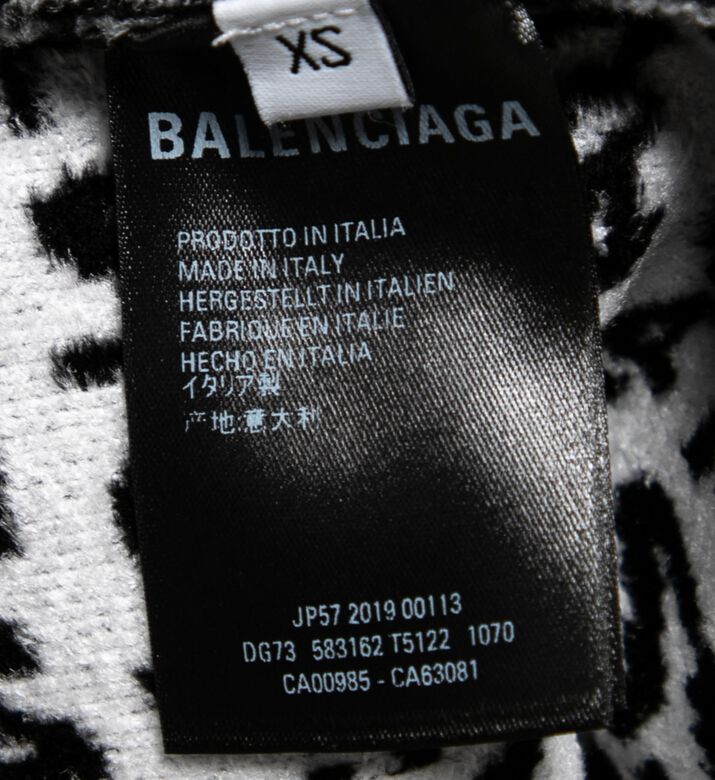 XS
BALENCIAGA
PRODOTTO IN ITALIA
MADE IN ITALY
HERGESTELLT IN ITALIEN
FABRIQUE EN ITALIE
HECHO EN ITALIA
イタリア製
产地:意大利
JP57 2019 00113
DG73 583162 T5122 1070
CA00985 - CA63081